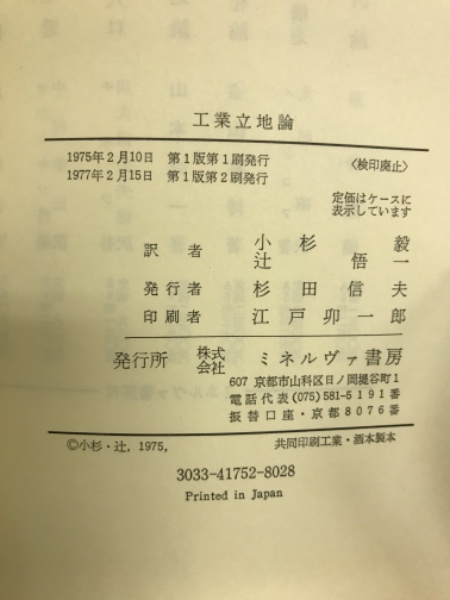 工業立地論
1975年2月10日 第1版第1刷発行 〈検印廃止〉
1977年2月15日 第1版第2刷発行
定価はケースに
表示しています
訳者 小杉毅
辻悟一
発行者 杉田信夫
印刷者 江戸卯一郎
発行所 株式会社 ミネルヴァ書房
607 京都市山科区日ノ岡堤谷町1
電話代表(075)581-5191番
振替口座・京都8076番
©小杉・辻, 1975, 共同印刷工業・酒本製本
3033-41752-8028
Printed in Japan